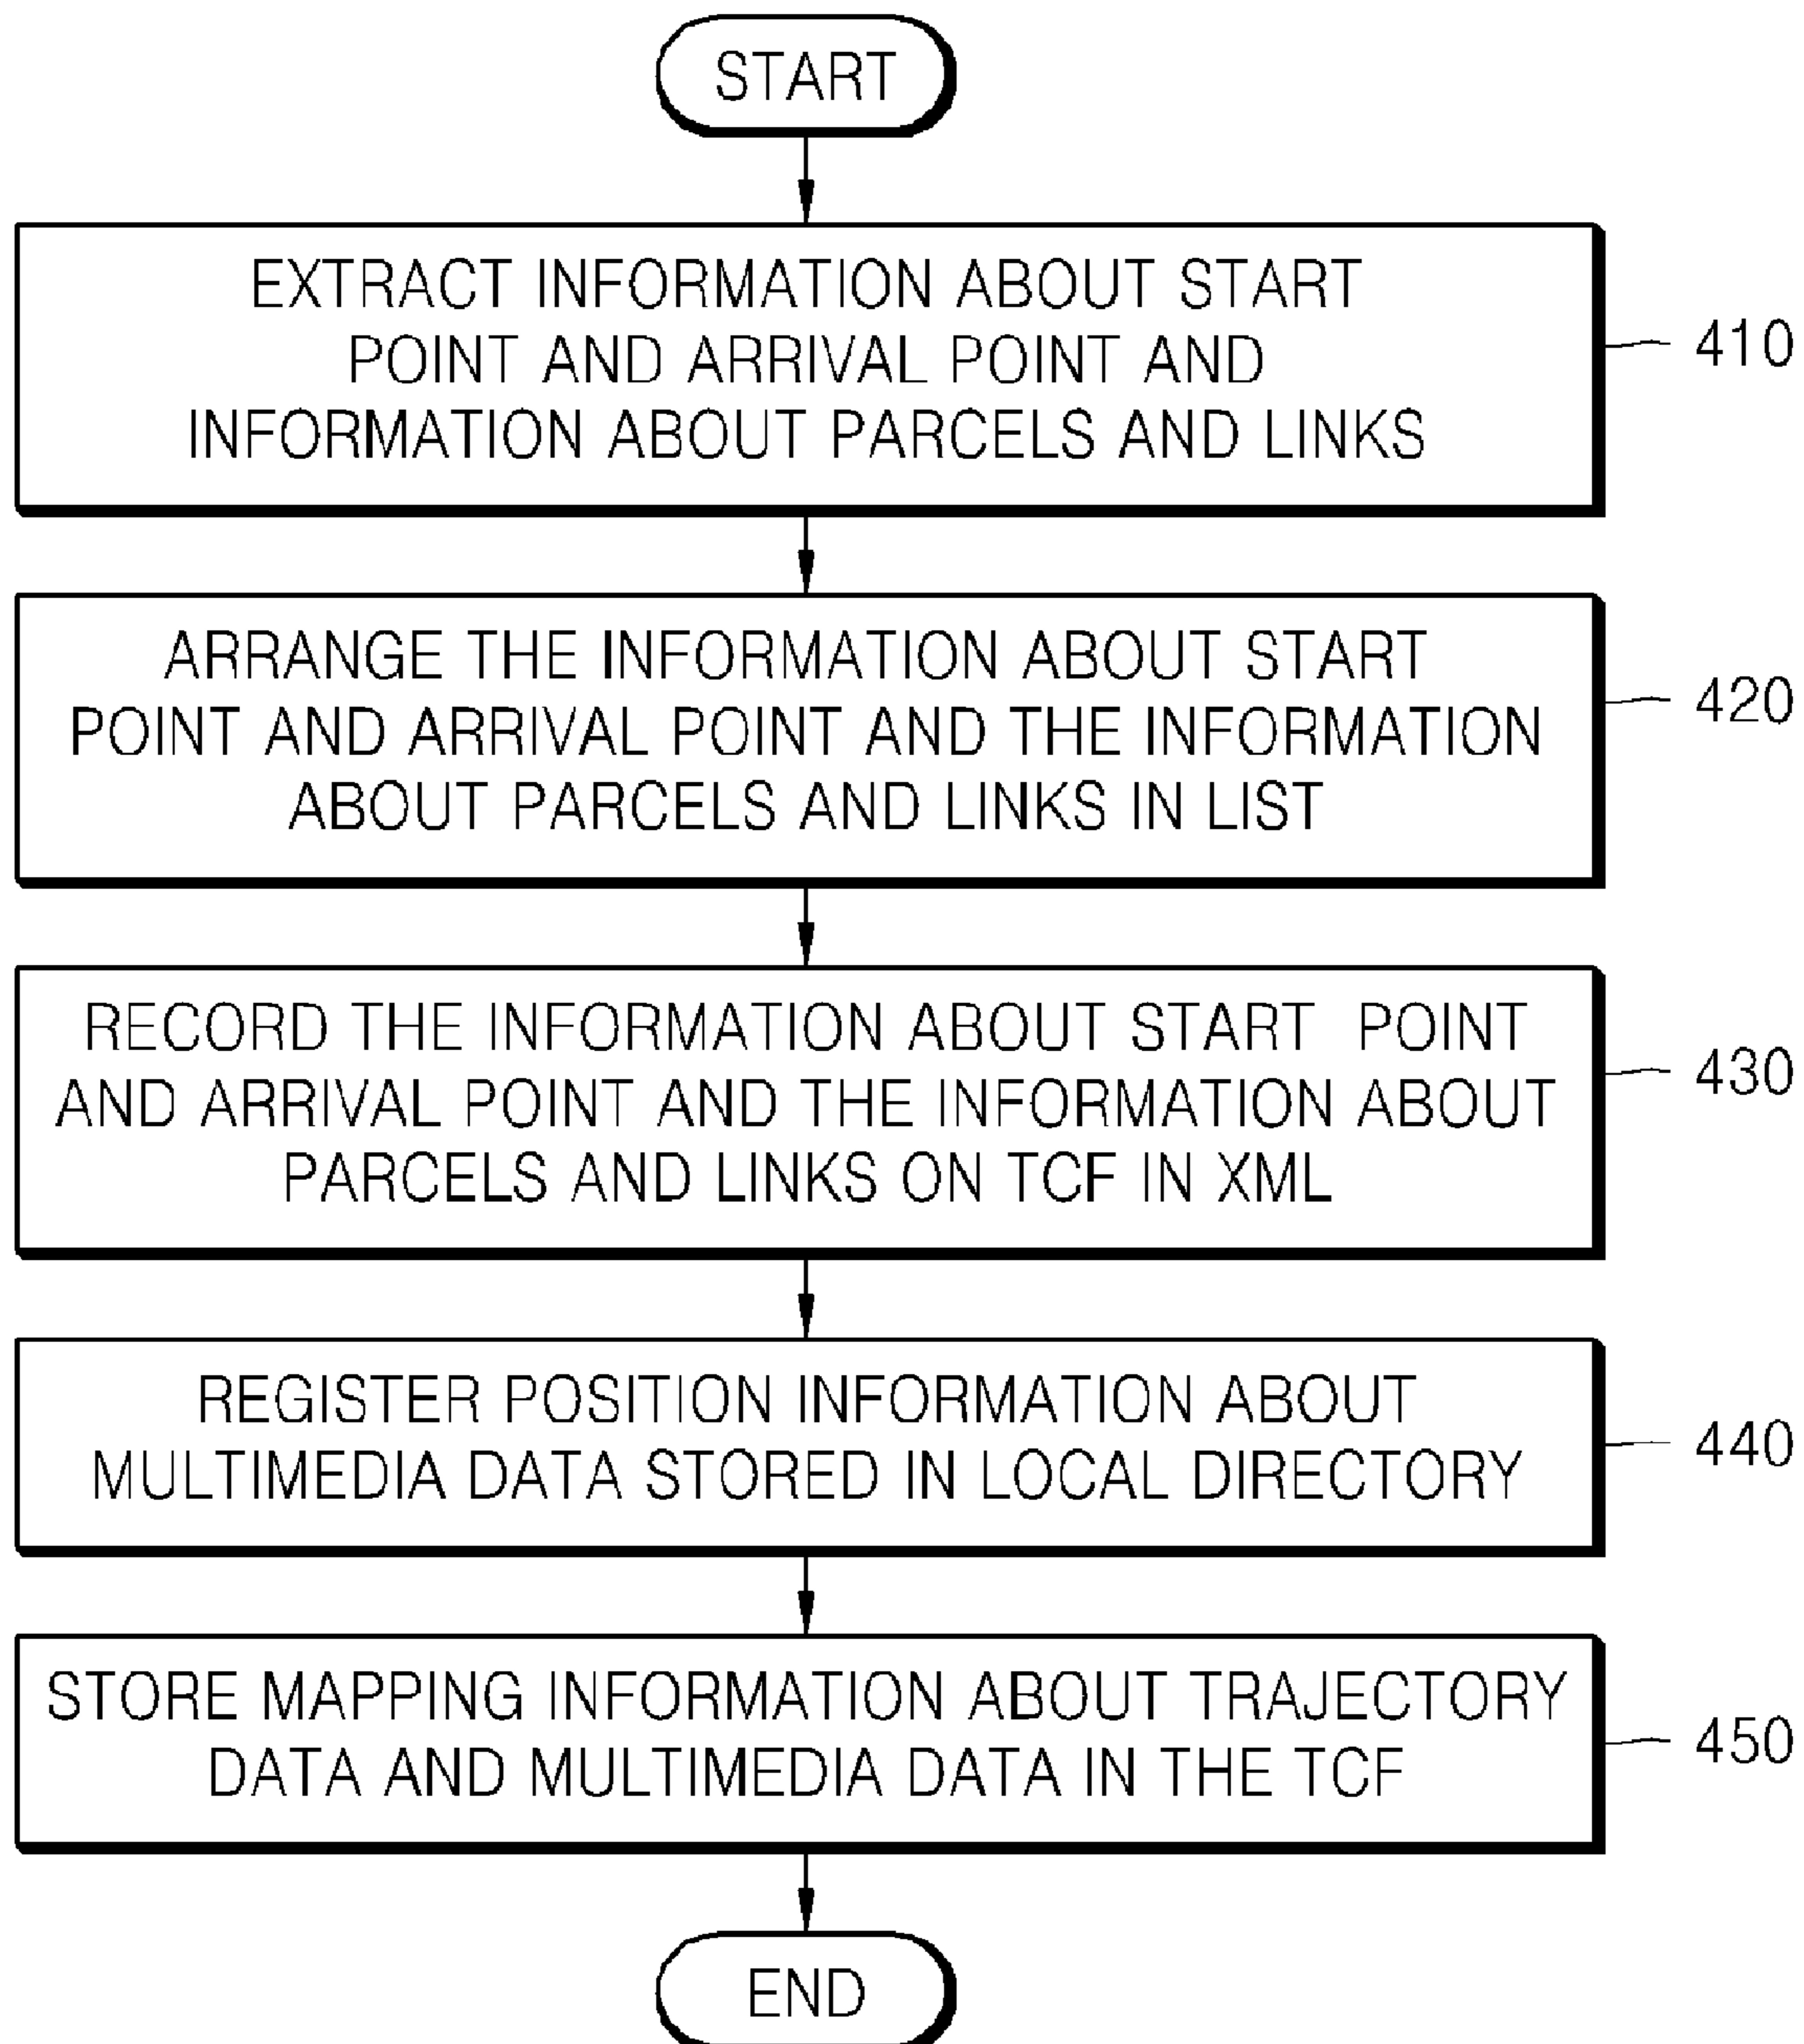 START
EXTRACT INFORMATION ABOUT START
POINT AND ARRIVAL POINT AND
INFORMATION ABOUT PARCELS AND LINKS
410
ARRANGE THE INFORMATION ABOUT START
POINT AND ARRIVAL POINT AND THE INFORMATION
ABOUT PARCELS AND LINKS IN LIST
420
RECORD THE INFORMATION ABOUT START POINT
AND ARRIVAL POINT AND THE INFORMATION ABOUT
PARCELS AND LINKS ON TCF IN XML
430
REGISTER POSITION INFORMATION ABOUT
MULTIMEDIA DATA STORED IN LOCAL DIRECTORY
440
STORE MAPPING INFORMATION ABOUT TRAJECTORY
DATA AND MULTIMEDIA DATA IN THE TCF
450
END